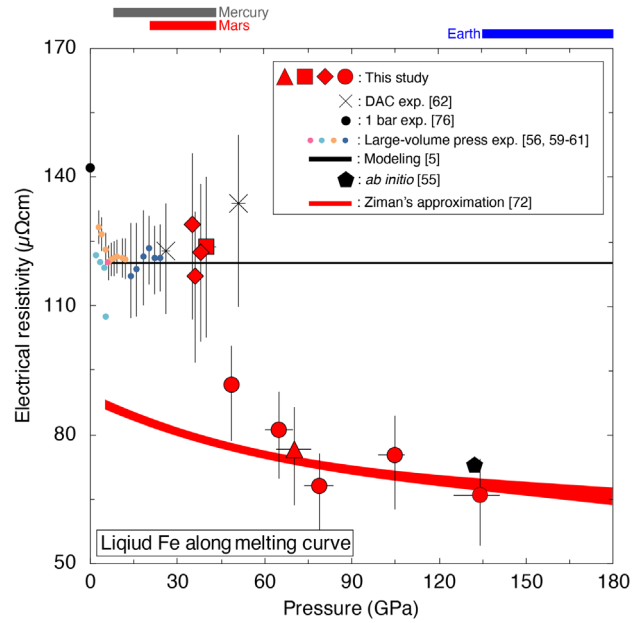 Mercury
Mars
Earth
170
140
110
80
50
Electrical resistivity (μΩcm)
: This study
: DAC exp. [62]
: 1 bar exp. [76]
: Large-volume press exp. [56, 59-61]
: Modeling [5]
: ab initio [55]
: Ziman's approximation [72]
Liqiud Fe along melting curve
0 30 60 90 120 150 180
Pressure (GPa)